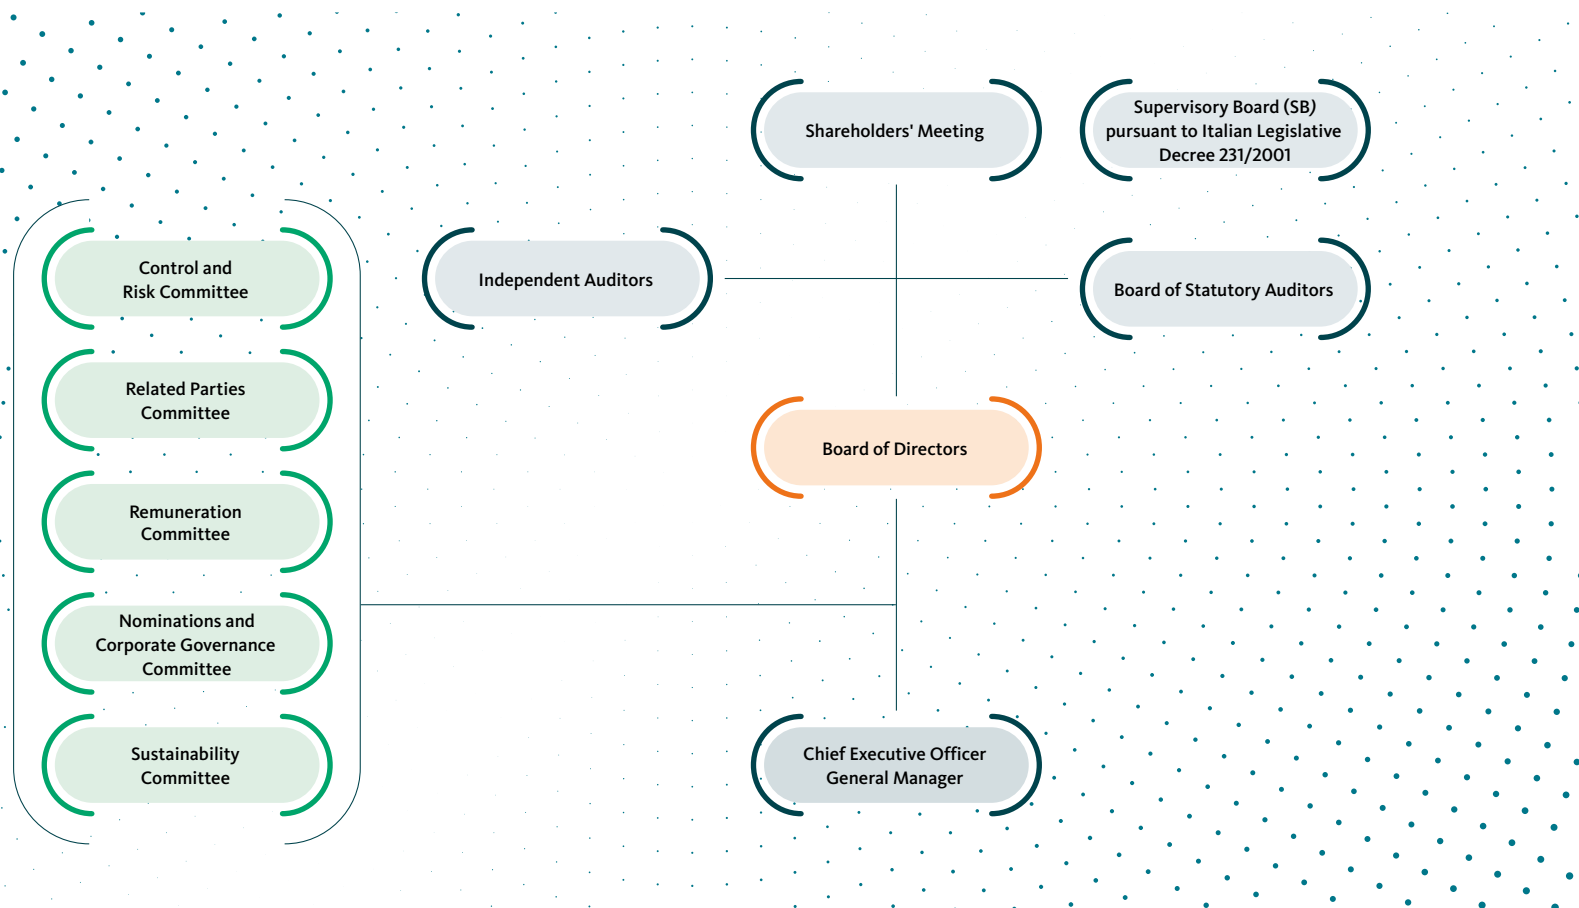 Shareholders' Meeting
Supervisory Board (SB)
pursuant to Italian Legislative
Decree 231/2001
Independent Auditors
Board of Statutory Auditors
Control and
Risk Committee
Related Parties
Committee
Remuneration
Committee
Nominations and
Corporate Governance
Committee
Sustainability
Committee
Board of Directors
Chief Executive Officer
General Manager